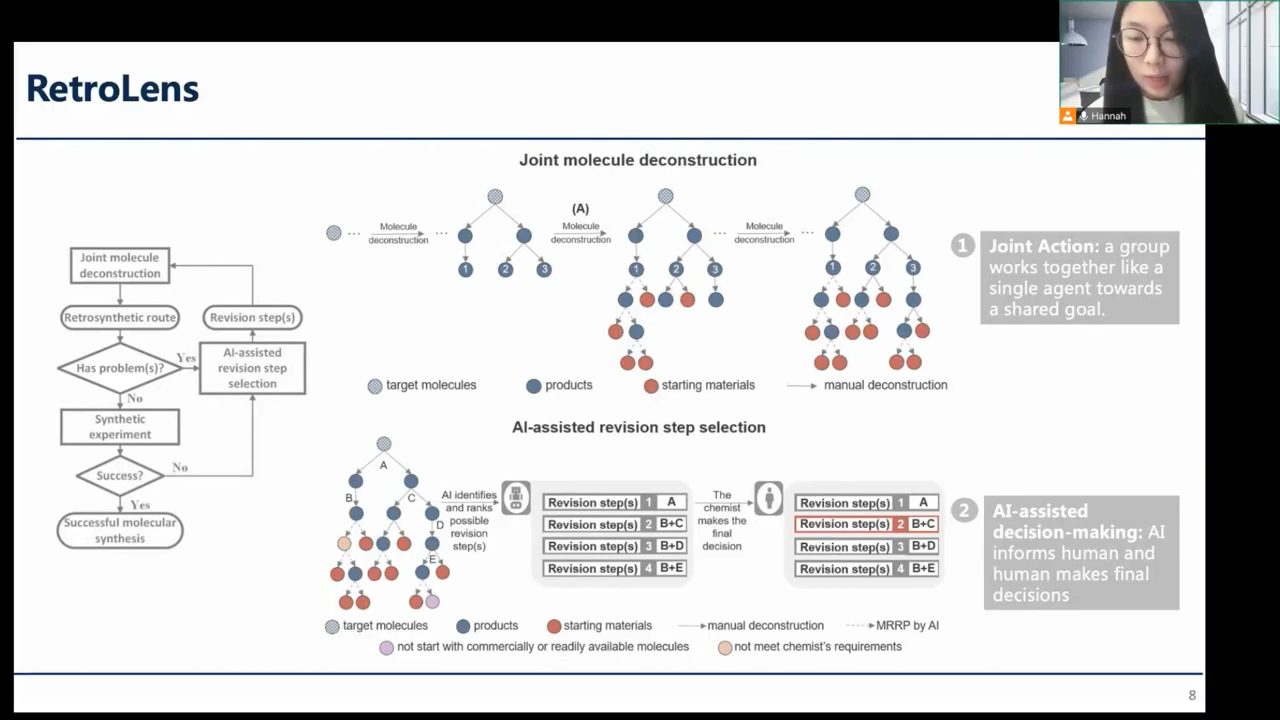 RetroLens
Hannah
Joint molecule deconstruction
(A)
Molecule
deconstruction
Molecule
deconstruction
Molecule
deconstruction
1
2
3
1
2
3
1
2
3
target molecules
products
starting materials
manual deconstruction
1
Joint Action: a group
works together like a
single agent towards
a shared goal.
Joint molecule
deconstruction
Retrosynthetic route
Revision step(s)
Has problem(s)?
Yes
AI-assisted
revision step
selection
No
Synthetic
experiment
Success?
No
Yes
Successful molecular
synthesis
AI-assisted revision step selection
A
B
C
D
E
AI identifies
and ranks
possible
revision
step(s)
Revision step(s) 1 A
Revision step(s) 2 B+C
Revision step(s) 3 B+D
Revision step(s) 4 B+E
The
chemist
makes the
final
decision
Revision step(s) 1 A
Revision step(s) 2 B+C
Revision step(s) 3 B+D
Revision step(s) 4 B+E
2
AI-assisted
decision-making: AI
informs human and
human makes final
decisions
target molecules
products
starting materials
manual deconstruction
MRRP by AI
not start with commercially or readily available molecules
not meet chemist's requirements
8